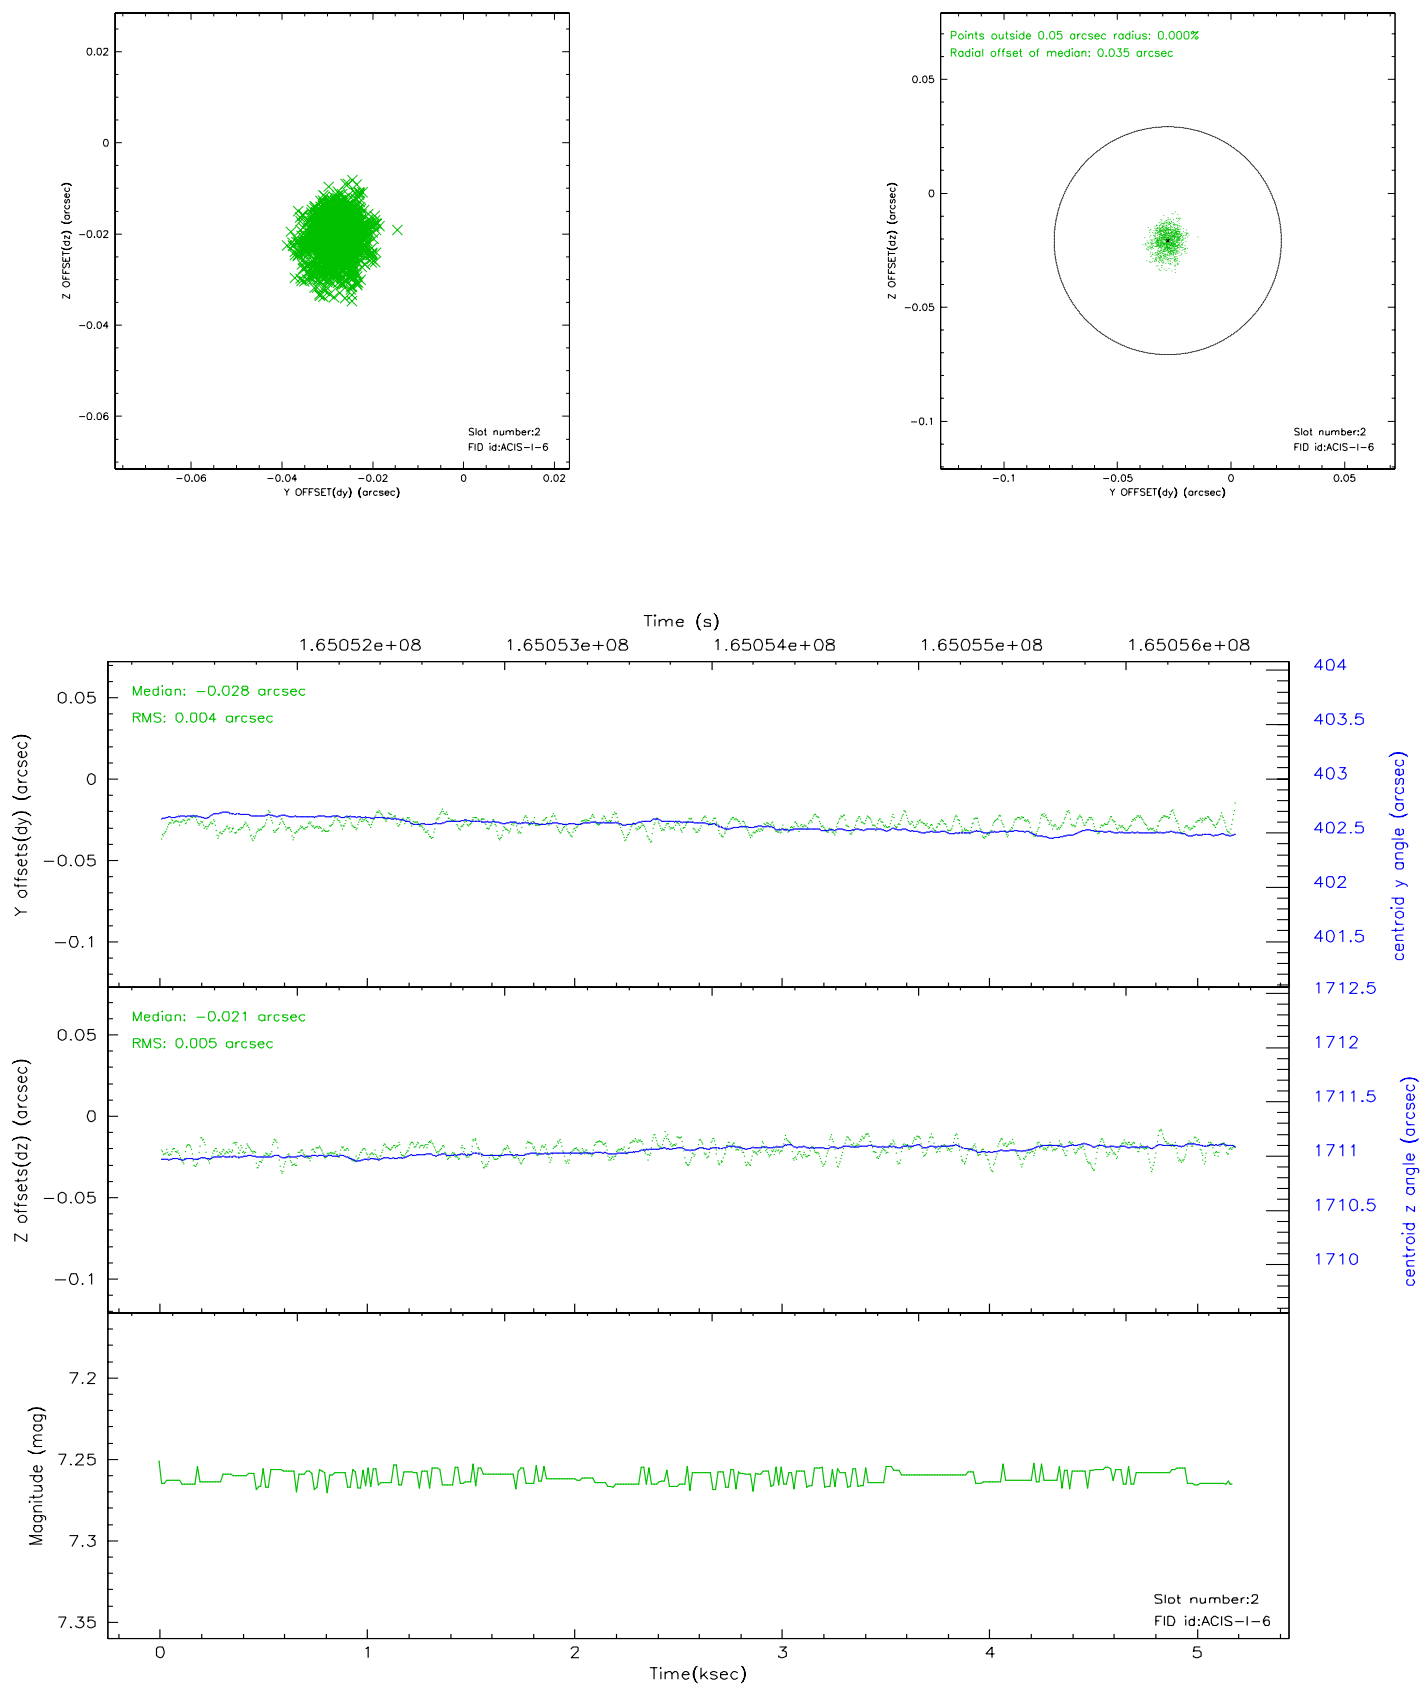 0.02
0
−0.02
−0.04
−0.06
Z OFFSET(dz) (arcsec)
Slot number:2
FID id:ACIS−I−6
−0.06 −0.04 −0.02 0 0.02
Y OFFSET(dy) (arcsec)
Points outside 0.05 arcsec radius: 0.000%
Radial offset of median: 0.035 arcsec
0.05
0
−0.05
−0.1
Z OFFSET(dz) (arcsec)
Slot number:2
FID id:ACIS−I−6
−0.1 −0.05 0 0.05
Y OFFSET(dy) (arcsec)
Time (s)
1.65052e+08 1.65053e+08 1.65054e+08 1.65055e+08 1.65056e+08
Median: −0.028 arcsec
RMS: 0.004 arcsec
0.05
0
−0.05
−0.1
Y offsets(dy) (arcsec)
404
403.5
403
402.5
402
401.5
centroid y angle (arcsec)
Median: −0.021 arcsec
RMS: 0.005 arcsec
0.05
0
−0.05
−0.1
Z offsets(dz) (arcsec)
1712.5
1712
1711.5
1711
1710.5
1710
centroid z angle (arcsec)
7.2
7.25
7.3
7.35
Magnitude (mag)
Slot number:2
FID id:ACIS−I−6
0 1 2 3 4 5
Time(ksec)